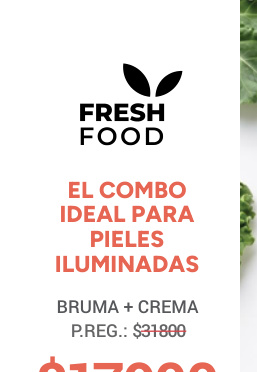 FRESH
FOOD
EL COMBO
IDEAL PARA
PIELES
ILUMINADAS
BRUMA + CREMA
P.REG.: $31800